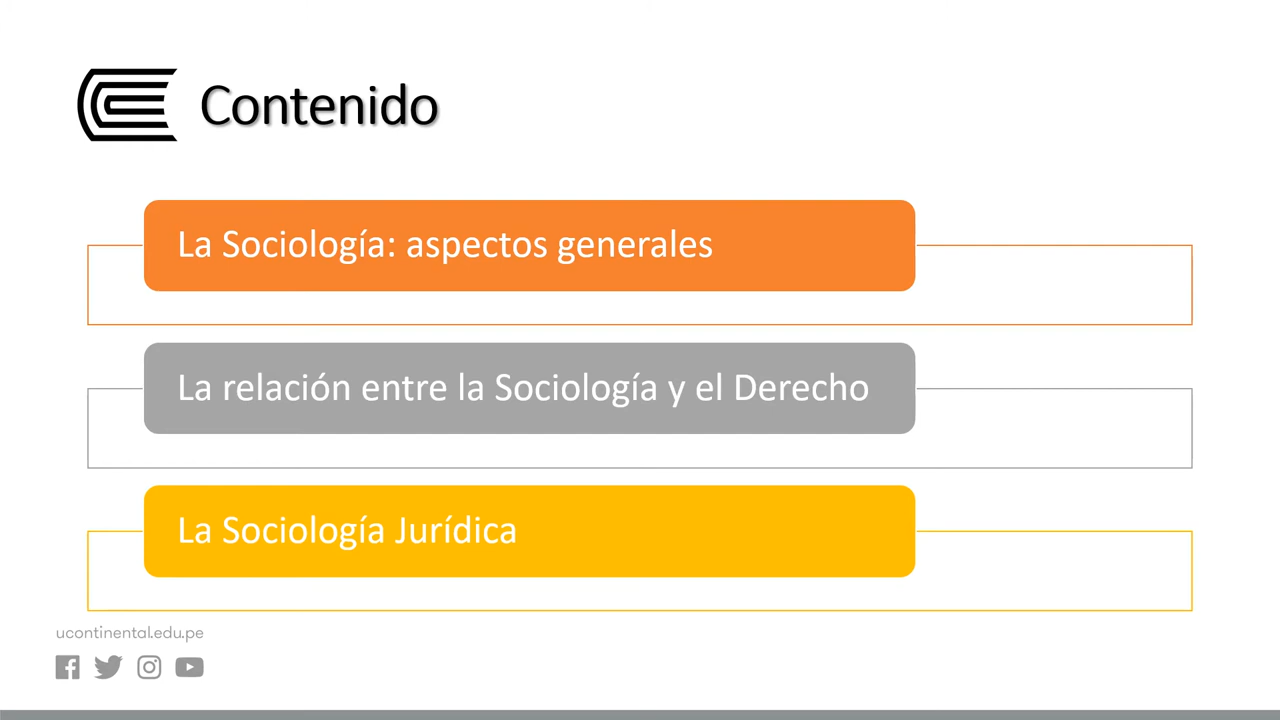 Contenido
La Sociología: aspectos generales
La relación entre la Sociología y el Derecho
La Sociología Jurídica
ucontinental.edu.pe